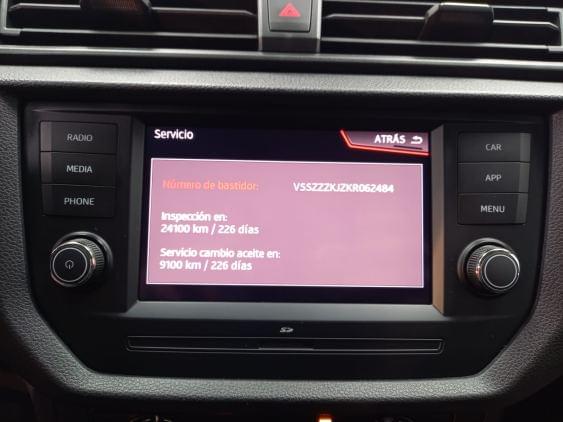 RADIO
MEDIA
PHONE
Servicio
ATRÁS
Número de bastidor: VSSZZZKJZKR062484
Inspección en:
24100 km / 226 días
Servicio cambio aceite en:
9100 km / 226 días
CAR
APP
MENU
SD